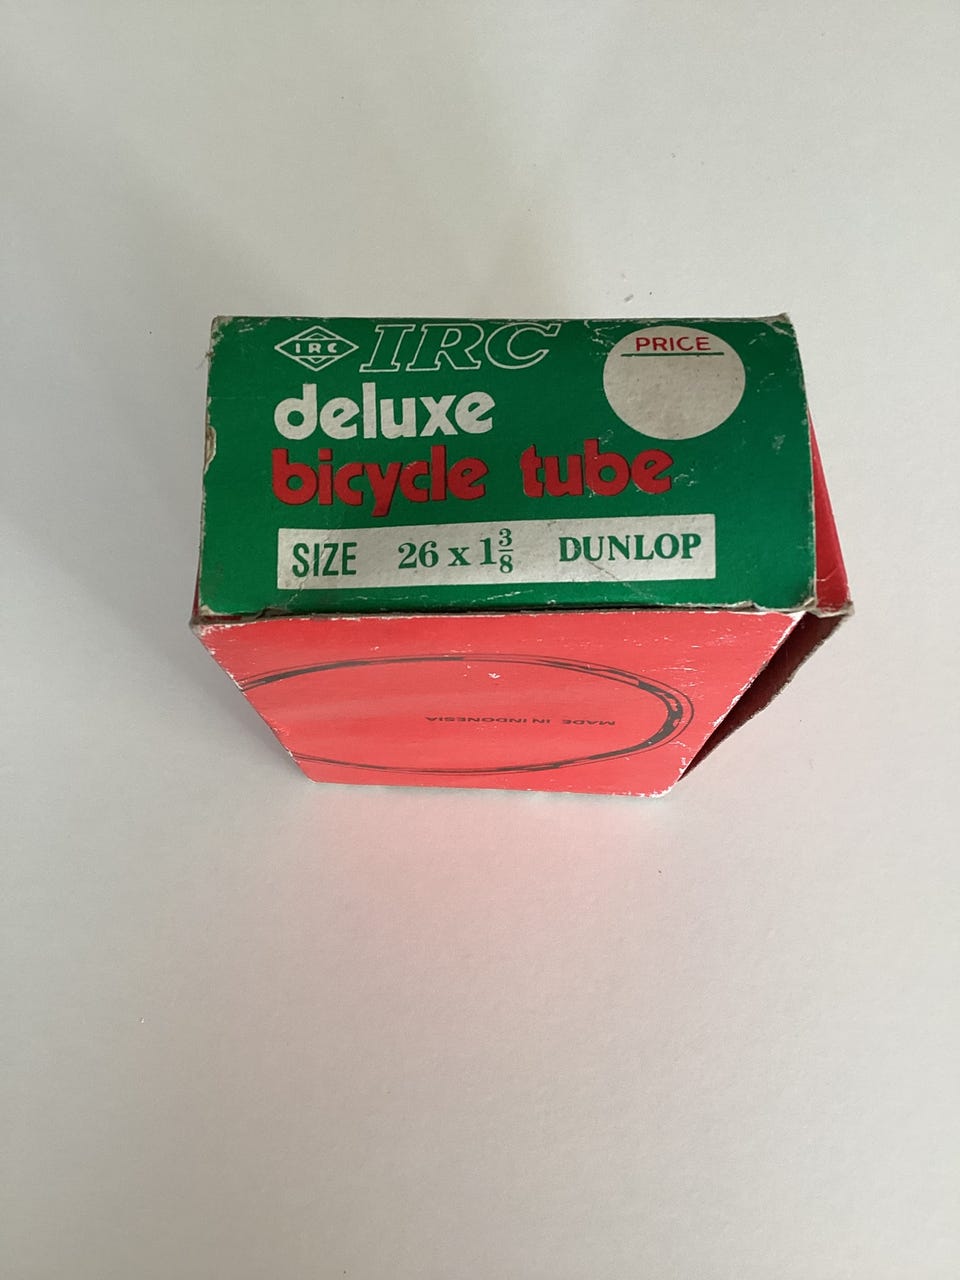 IRC IRC
PRICE
deluxe
bicycle tube
SIZE 26 x 1 3/8 DUNLOP
MADE IN INDONESIA